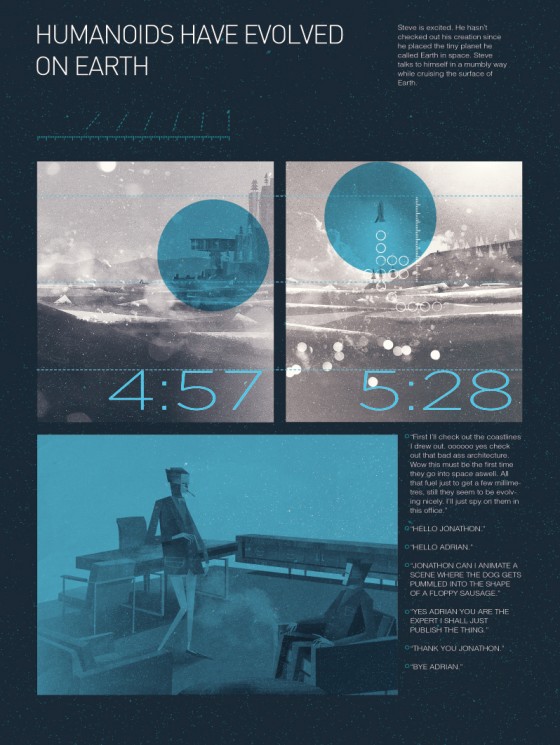 HUMANOIDS HAVE EVOLVED
ON EARTH
Steve is excited. He hasn't
checked out his creation since
he placed the tiny planet he
called Earth in space. Steve
talks to himself in a mumbly way
while cruising the surface of
Earth.
4:57
5:28
"First I'll check out the coastlines
I drew out. oooooo yes check
out that bad ass architecture.
Wow this must be the first time
they go into space aswell. All
that fuel just to get a few millime-
tres, still they seem to be evolv-
ing nicely. I'll just spy on them in
this office."
"HELLO JONATHON."
"HELLO ADRIAN."
"JONATHON CAN I ANIMATE A
SCENE WHERE THE DOG GETS
PUMMLED INTO THE SHAPE
OF A FLOPPY SAUSAGE."
"YES ADRIAN YOU ARE THE
EXPERT I SHALL JUST
PUBLISH THE THING."
"THANK YOU JONATHON."
"BYE ADRIAN."